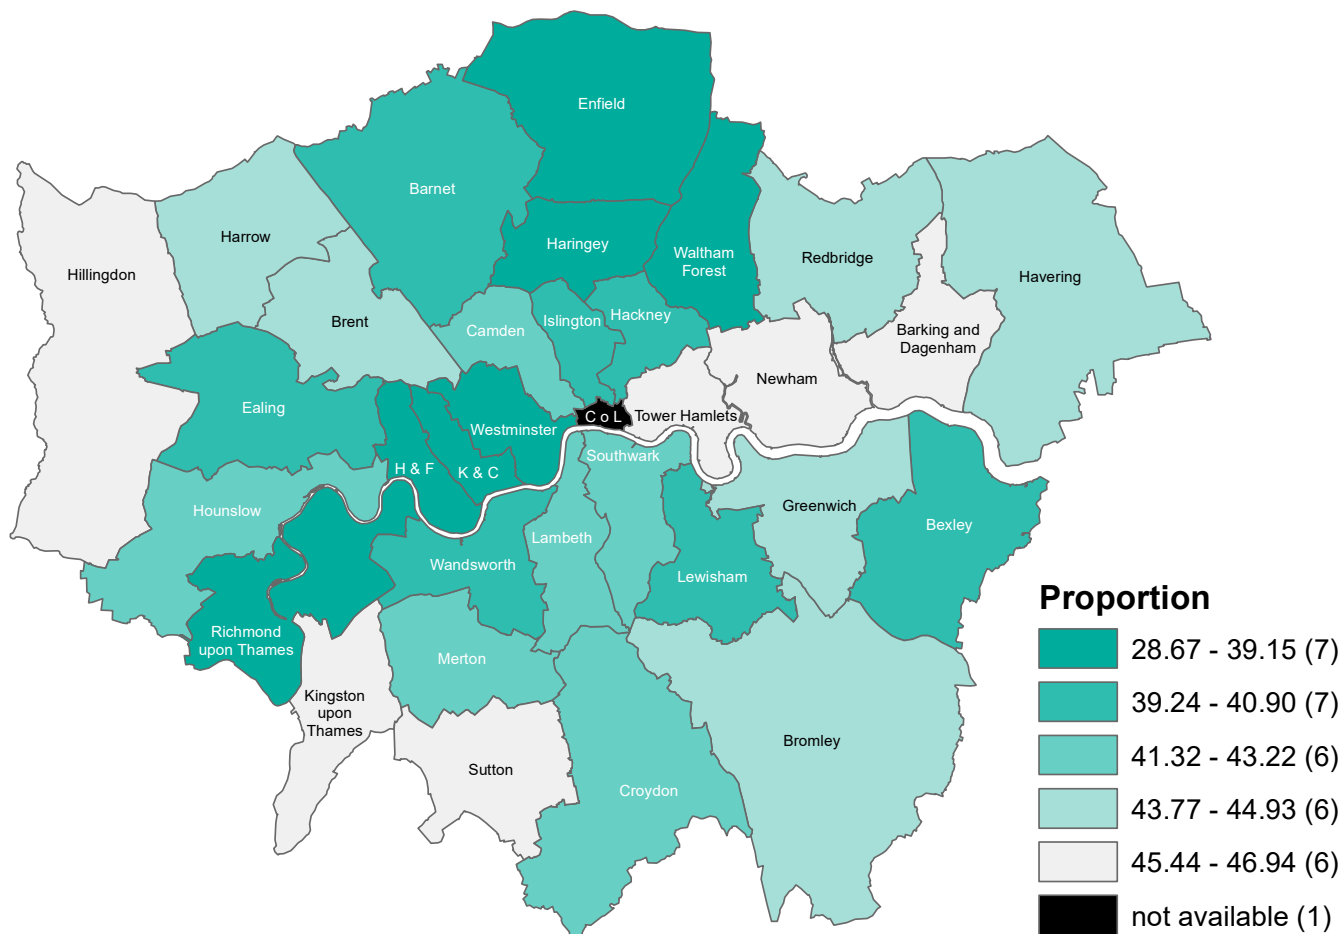 Enfield
Barnet
Harrow
Haringey
Waltham
Forest
Redbridge
Hillingdon
Havering
Brent
Camden
Islington
Hackney
Barking and
Dagenham
Newham
Ealing
Westminster
C o L
Tower Hamlets
H & F
K & C
Southwark
Hounslow
Greenwich
Bexley
Lambeth
Wandsworth
Lewisham
Richmond
upon Thames
Merton
Kingston
upon
Thames
Sutton
Bromley
Croydon
Proportion
28.67 - 39.15 (7)
39.24 - 40.90 (7)
41.32 - 43.22 (6)
43.77 - 44.93 (6)
45.44 - 46.94 (6)
not available (1)